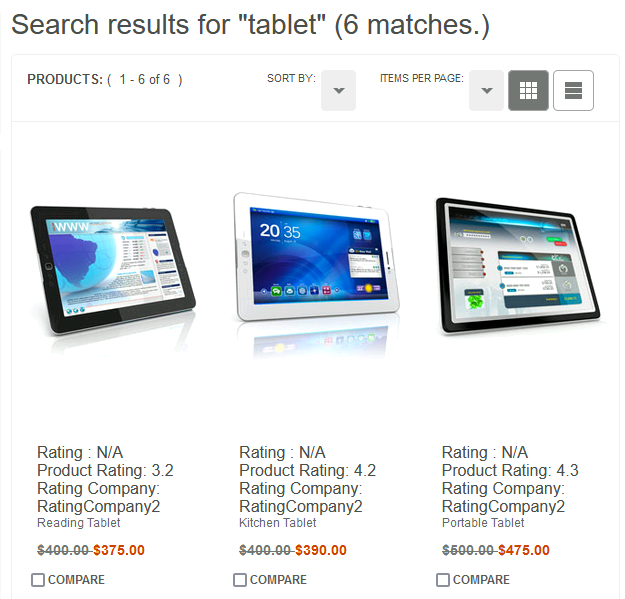 Search results for "tablet" (6 matches.)
PRODUCTS: ( 1 - 6 of 6 )
SORT BY:
ITEMS PER PAGE:
WWW
20 35
Rating : N/A
Product Rating: 3.2
Rating Company:
RatingCompany2
Reading Tablet
$400.00 $375.00
COMPARE
Rating : N/A
Product Rating: 4.2
Rating Company:
RatingCompany2
Kitchen Tablet
$400.00 $390.00
COMPARE
Rating : N/A
Product Rating: 4.3
Rating Company:
RatingCompany2
Portable Tablet
$500.00 $475.00
COMPARE